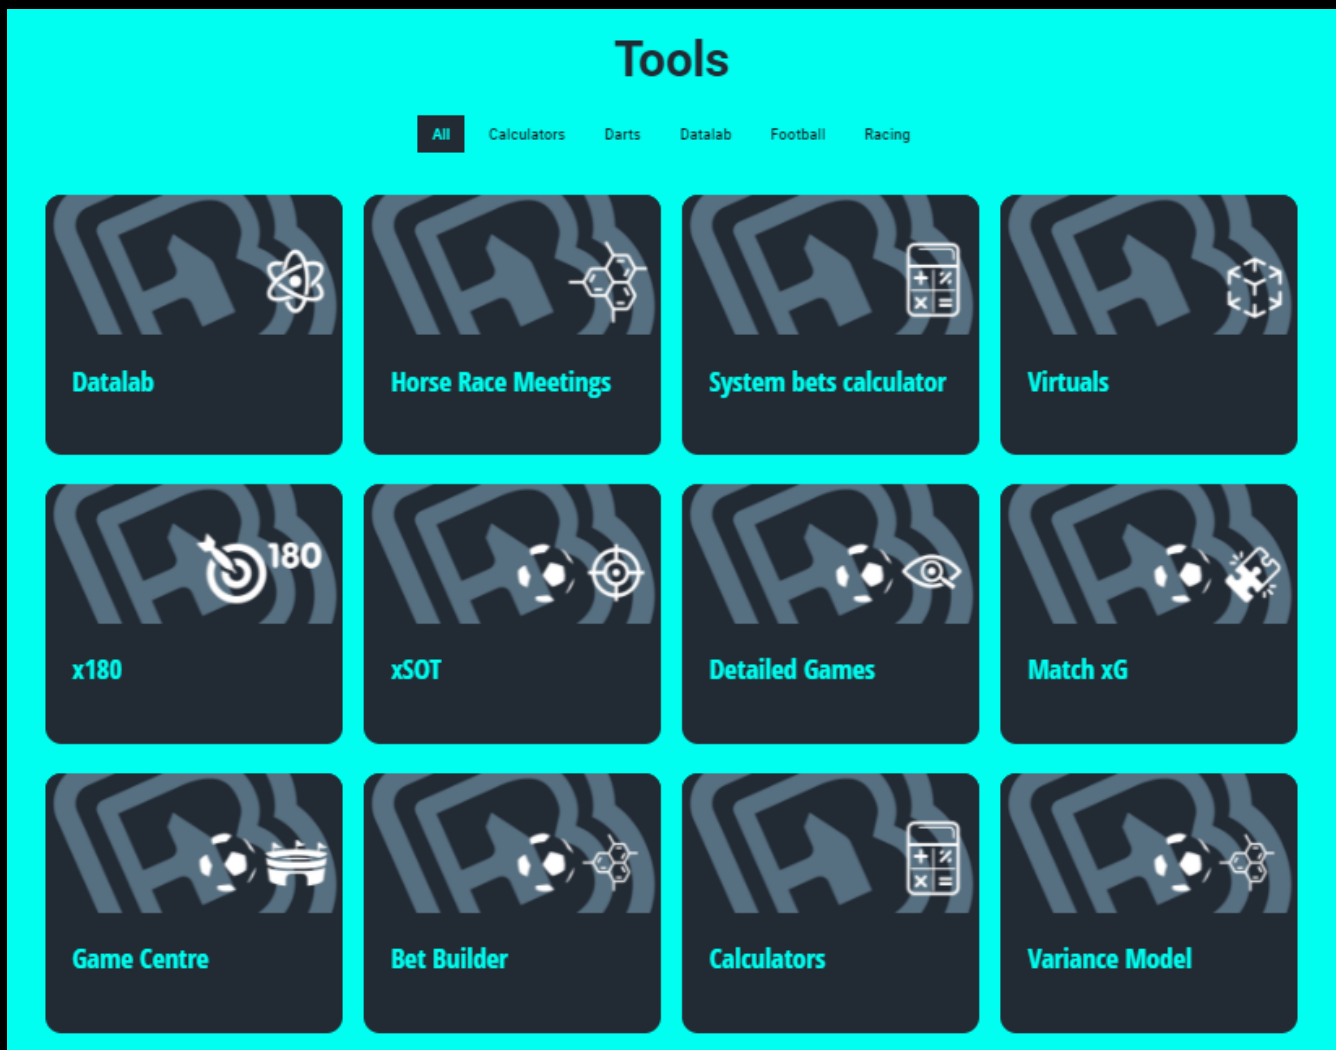 Tools
All Calculators Darts Datalab Football Racing
Datalab
Horse Race Meetings
System bets calculator
Virtuals
180
x180
xSOT
Detailed Games
Match xG
Game Centre
Bet Builder
Calculators
Variance Model